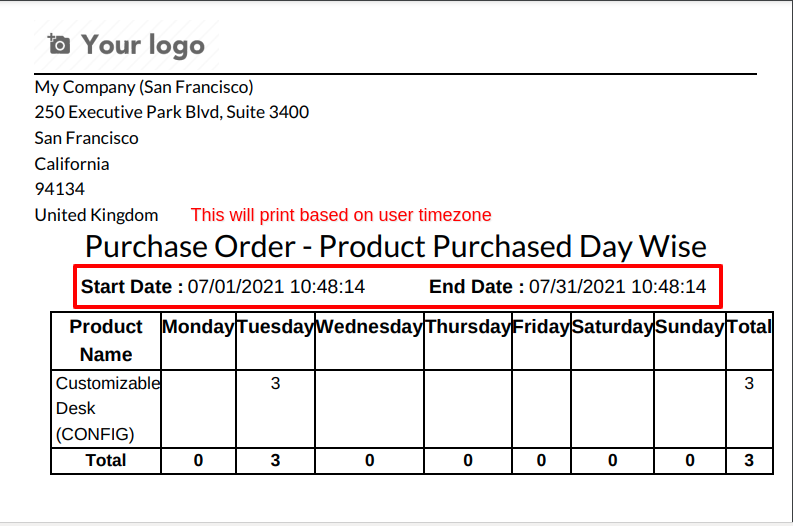 Your logo
My Company (San Francisco)
250 Executive Park Blvd, Suite 3400
San Francisco
California
94134
United Kingdom This will print based on user timezone
Purchase Order - Product Purchased Day Wise
Start Date : 07/01/2021 10:48:14 End Date : 07/31/2021 10:48:14
Product Name Monday Tuesday Wednesday Thursday Friday Saturday Sunday Total
Customizable 3 3
Desk
(CONFIG)
Total 0 3 0 0 0 0 0 3